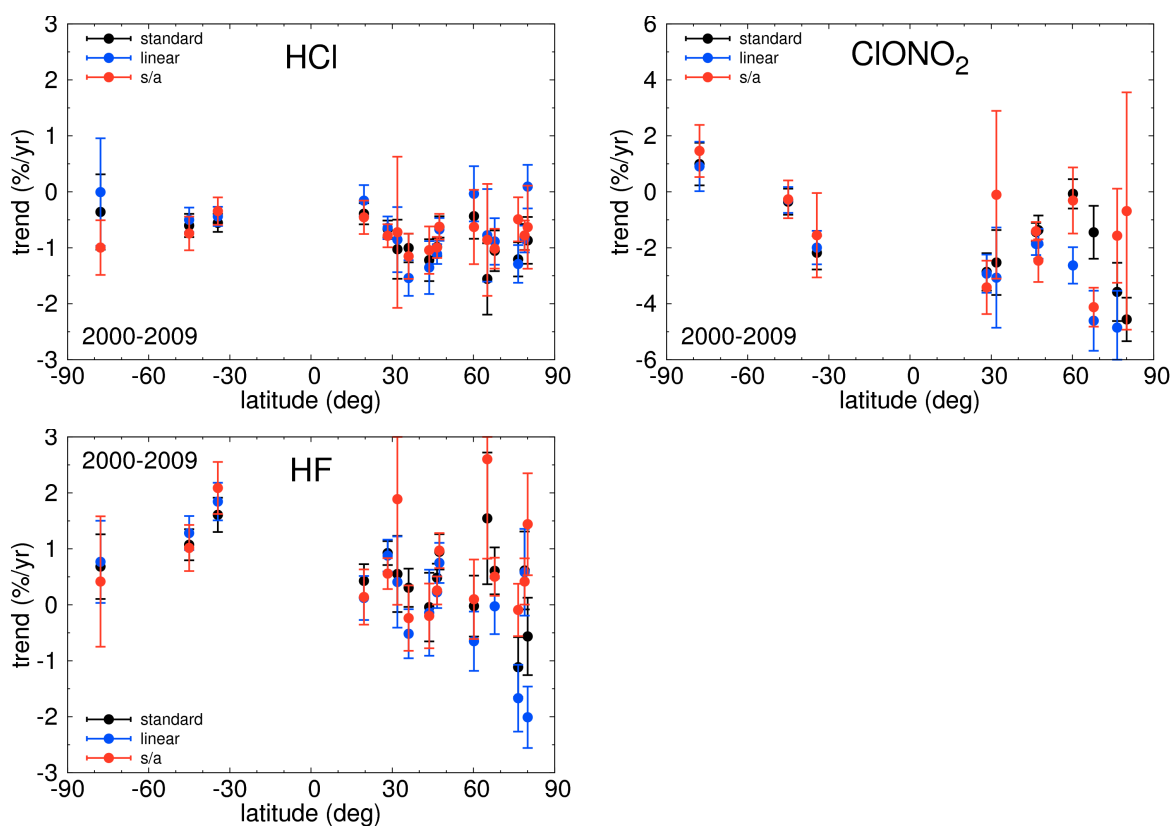 3
2
1
0
-1
-2
-3
trend (%/yr)
standard
linear
s/a
HCl
2000-2009
-90 -60 -30 0 30 60 90
latitude (deg)
6
4
2
0
-2
-4
-6
trend (%/yr)
standard
linear
s/a
ClONO2
2000-2009
-90 -60 -30 0 30 60 90
latitude (deg)
3
2
1
0
-1
-2
-3
trend (%/yr)
2000-2009
HF
standard
linear
s/a
-90 -60 -30 0 30 60 90
latitude (deg)